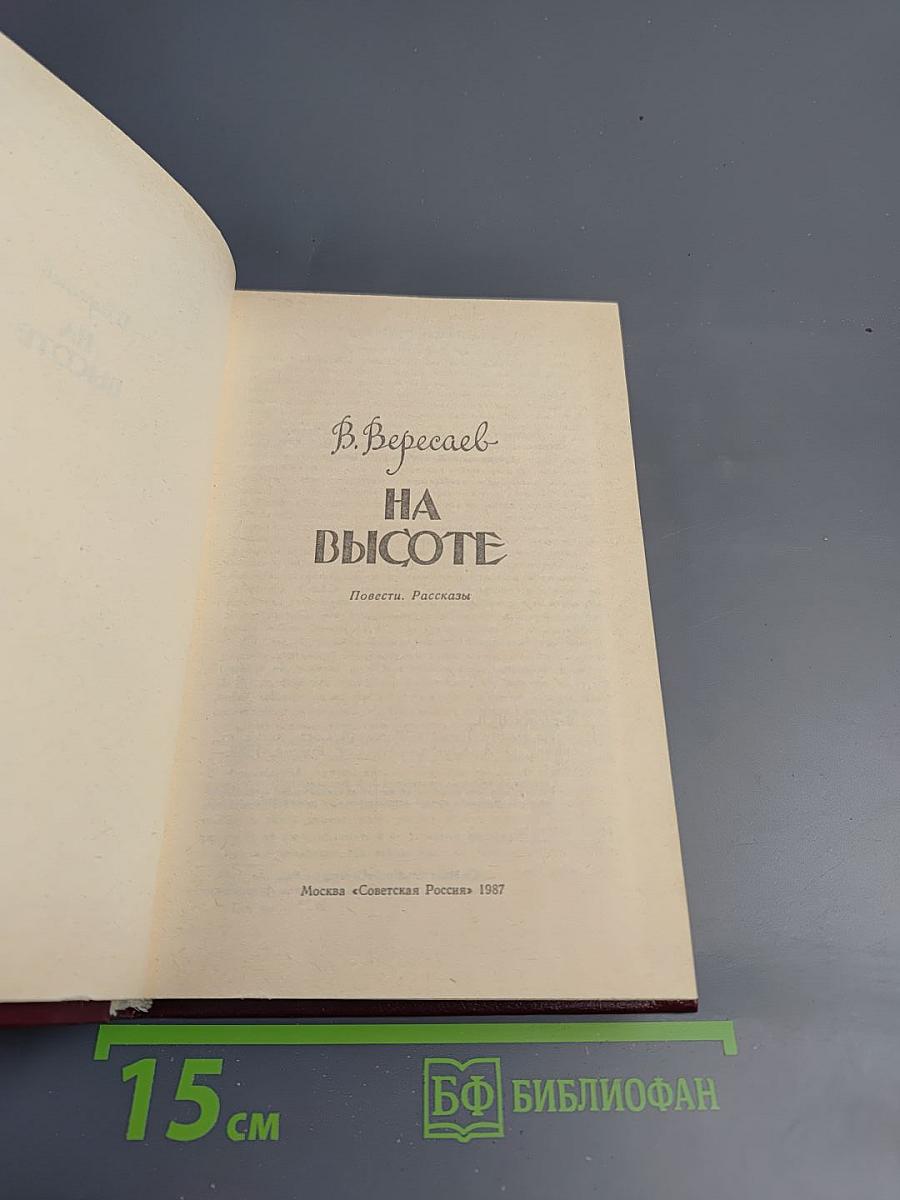 В. Вересаев
НА
ВЫСОТЕ
Повести. Рассказы
Москва «Советская Россия» 1987
15 см
БФ БИБЛИОФАН